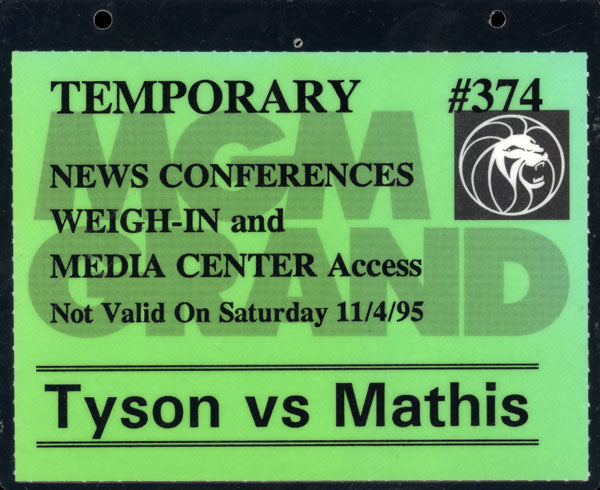 TEMPORARY #374
MGM
GRAND
NEWS CONFERENCES
WEIGH-IN and
MEDIA CENTER Access
Not Valid On Saturday 11/4/95
Tyson vs Mathis